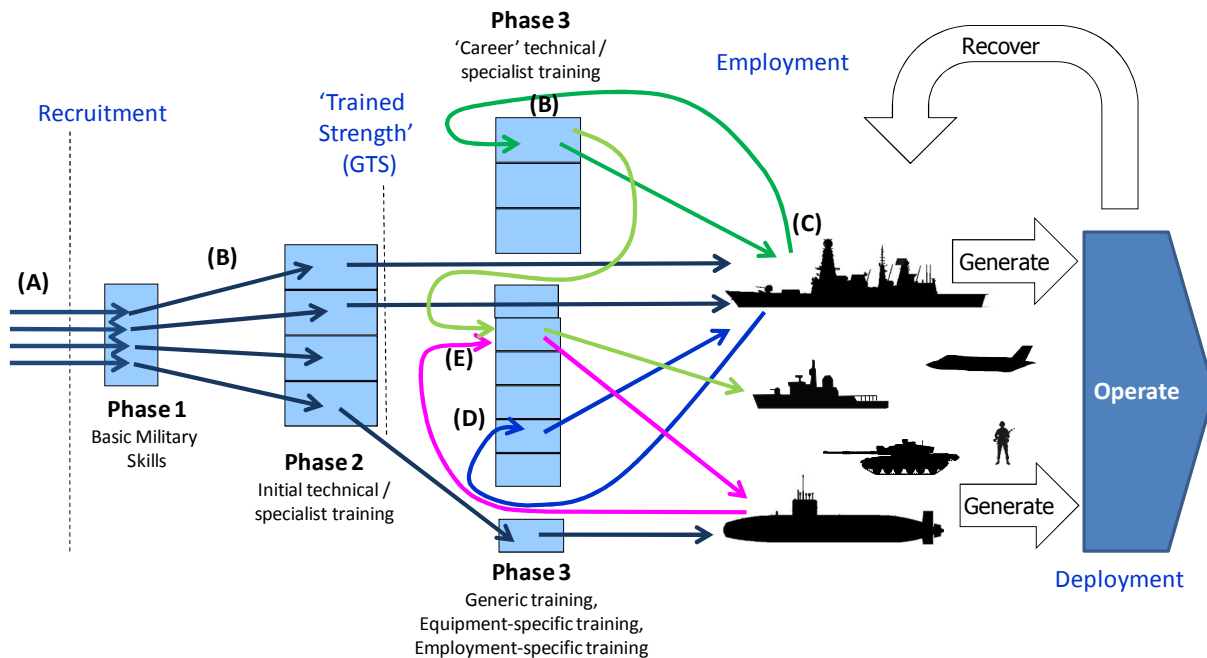 Phase 3
‘Career’ technical /
specialist training
(B)
Employment
Recover
Recruitment
‘Trained
Strength’
(GTS)
(A)
(B)
(C)
Generate
Phase 1
Basic Military
Skills
Phase 2
Initial technical /
specialist training
(E)
(D)
Operate
Generate
Phase 3
Generic training,
Equipment-specific training,
Employment-specific training
Deployment